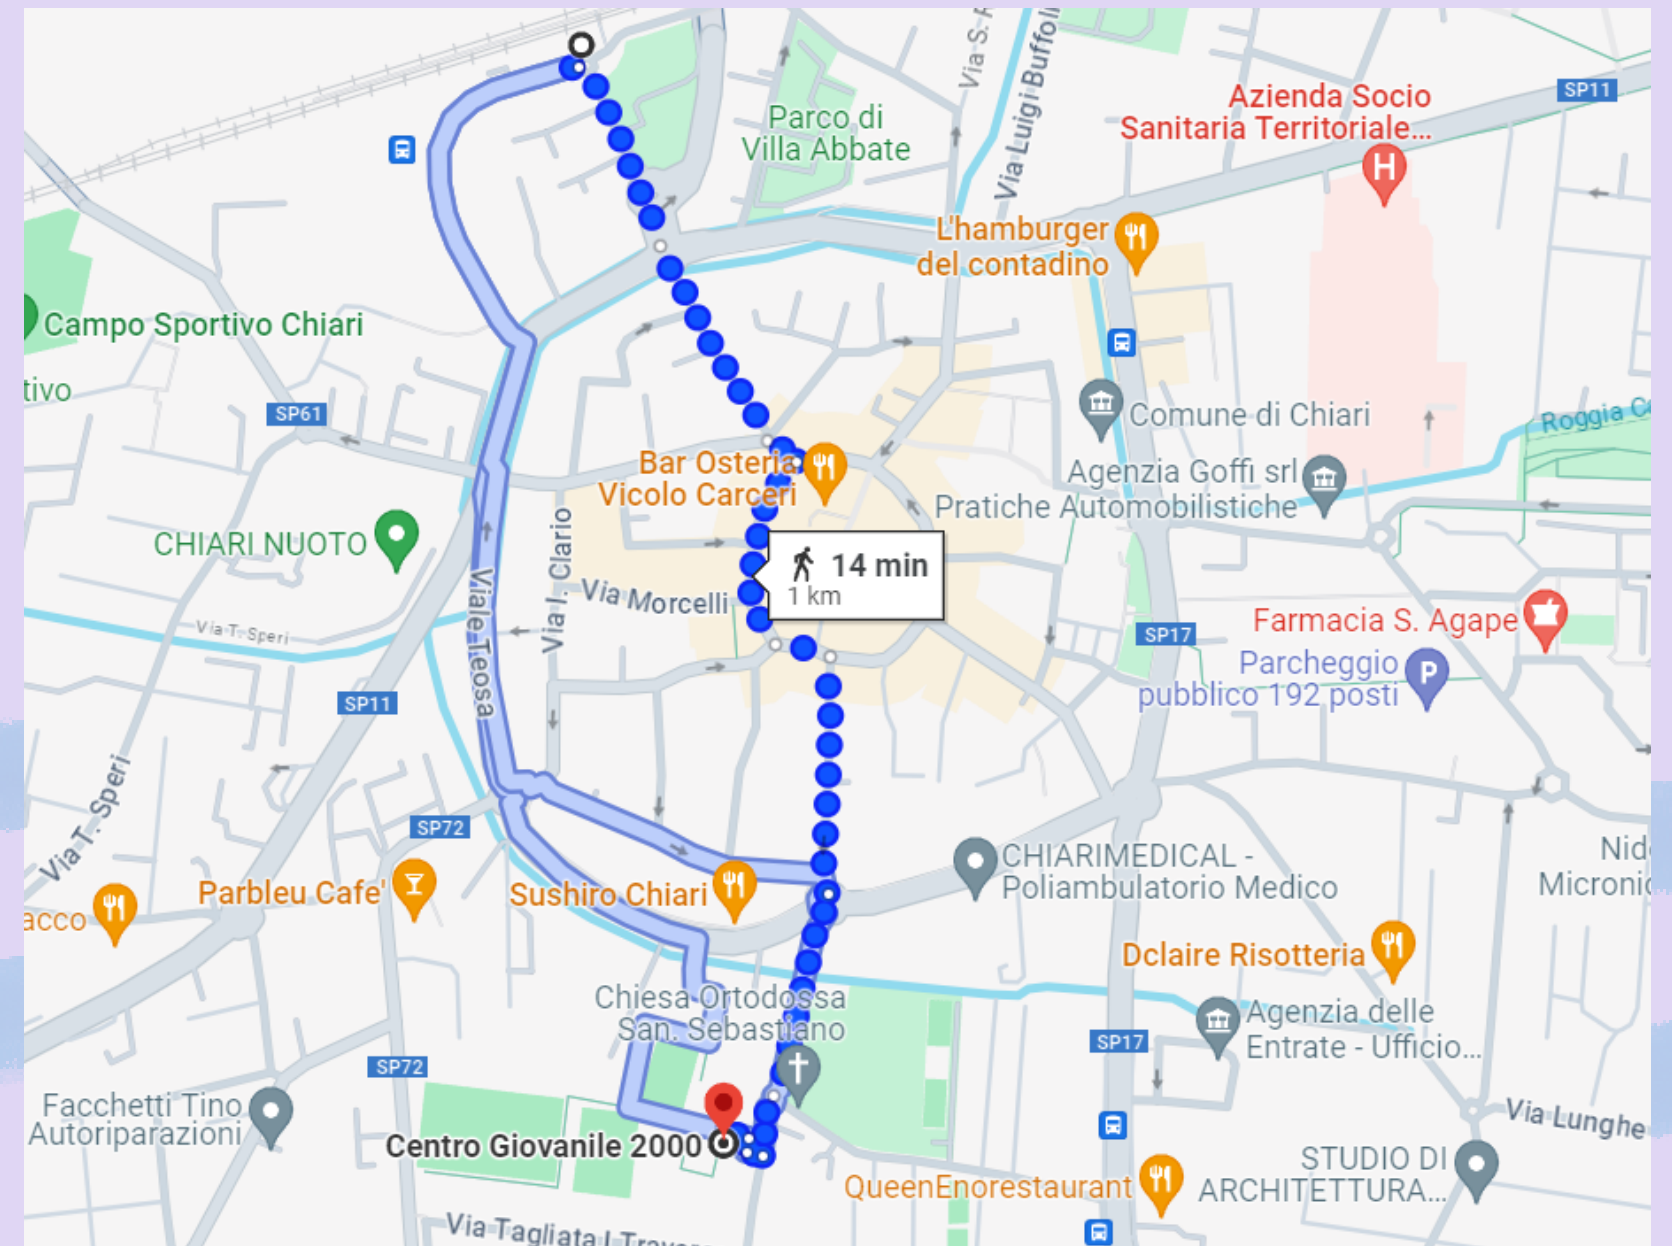 Via S. F
Via Luigi Buffoli
SP11
Azienda Socio
Sanitaria Territoriale...
H
Parco di
Villa Abbate
L'hamburger
del contadino
Campo Sportivo Chiari
tivo
SP61
Comune di Chiari
Roggia C
Bar Osteria
Vicolo Carceri
Agenzia Goffi srl
Pratiche Automobilistiche
CHIARI NUOTO
14 min
1 km
Via I. Clario
Via Morcelli
Viale Teosa
Via T. Speri
Farmacia S. Agape
SP17
Parcheggio
pubblico 192 posti
P
SP11
Via T. Speri
SP72
CHIARIMEDICAL -
Poliambulatorio Medico
Nid
Micronic
Parbleu Cafe'
Sushiro Chiari
acco
Dclaire Risotteria
Chiesa Ortodossa
San. Sebastiano
Agenzia delle
Entrate - Ufficio...
SP17
SP72
Facchetti Tino
Autoriparazioni
Via Lunghe
Centro Giovanile 2000
STUDIO DI
ARCHITETTURA...
QueenEnorestaurant
Via Tagliata I Traver